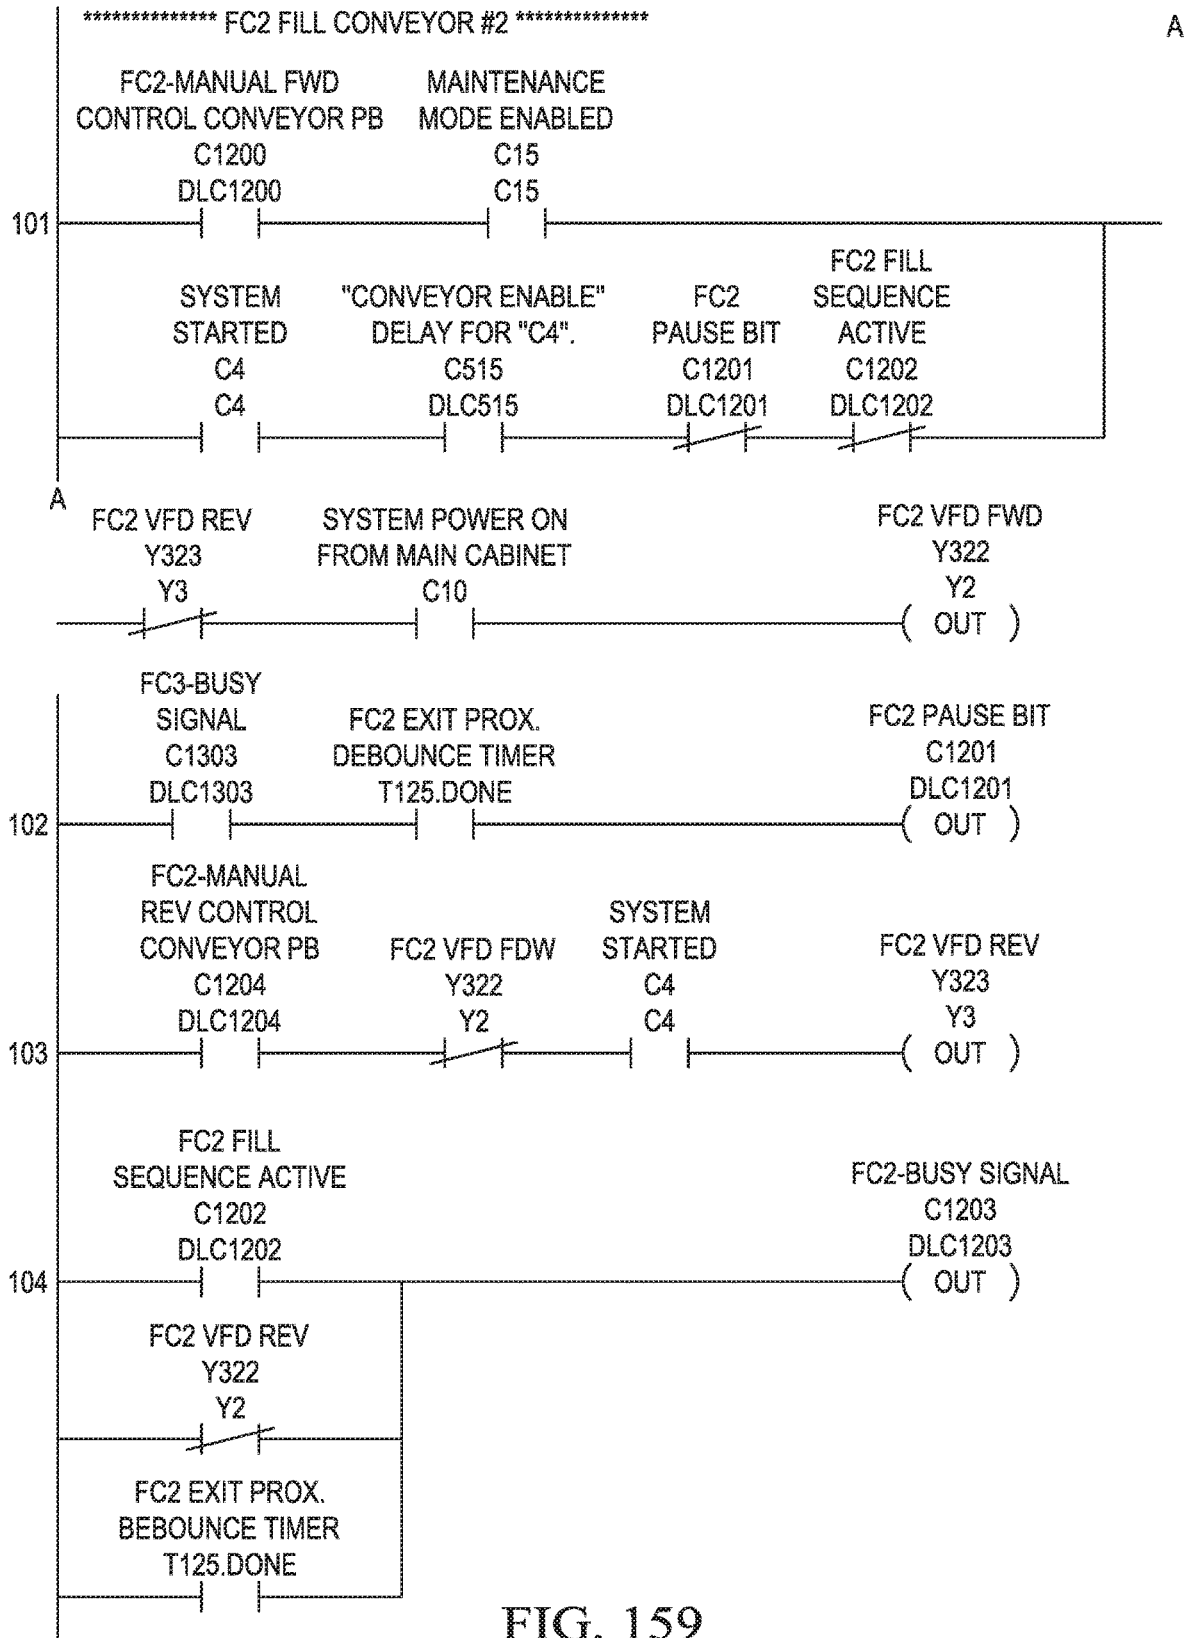 ************** FC2 FILL CONVEYOR #2 **************
A
FC2-MANUAL FWD
CONTROL CONVEYOR PB
C1200
DLC1200
MAINTENANCE
MODE ENABLED
C15
C15
101
SYSTEM
STARTED
C4
C4
"CONVEYOR ENABLE"
DELAY FOR "C4".
C515
DLC515
FC2
PAUSE BIT
C1201
DLC1201
FC2 FILL
SEQUENCE
ACTIVE
C1202
DLC1202
A
FC2 VFD REV
Y323
Y3
SYSTEM POWER ON
FROM MAIN CABINET
C10
FC2 VFD FWD
Y322
Y2
( OUT )
FC3-BUSY
SIGNAL
C1303
DLC1303
FC2 EXIT PROX.
DEBOUNCE TIMER
T125.DONE
FC2 PAUSE BIT
C1201
DLC1201
102
( OUT )
FC2-MANUAL
REV CONTROL
CONVEYOR PB
C1204
DLC1204
FC2 VFD FDW
Y322
Y2
SYSTEM
STARTED
C4
C4
FC2 VFD REV
Y323
Y3
103
( OUT )
FC2 FILL
SEQUENCE ACTIVE
C1202
DLC1202
FC2-BUSY SIGNAL
C1203
DLC1203
104
( OUT )
FC2 VFD REV
Y322
Y2
FC2 EXIT PROX.
BEBOUNCE TIMER
T125.DONE
FIG. 159